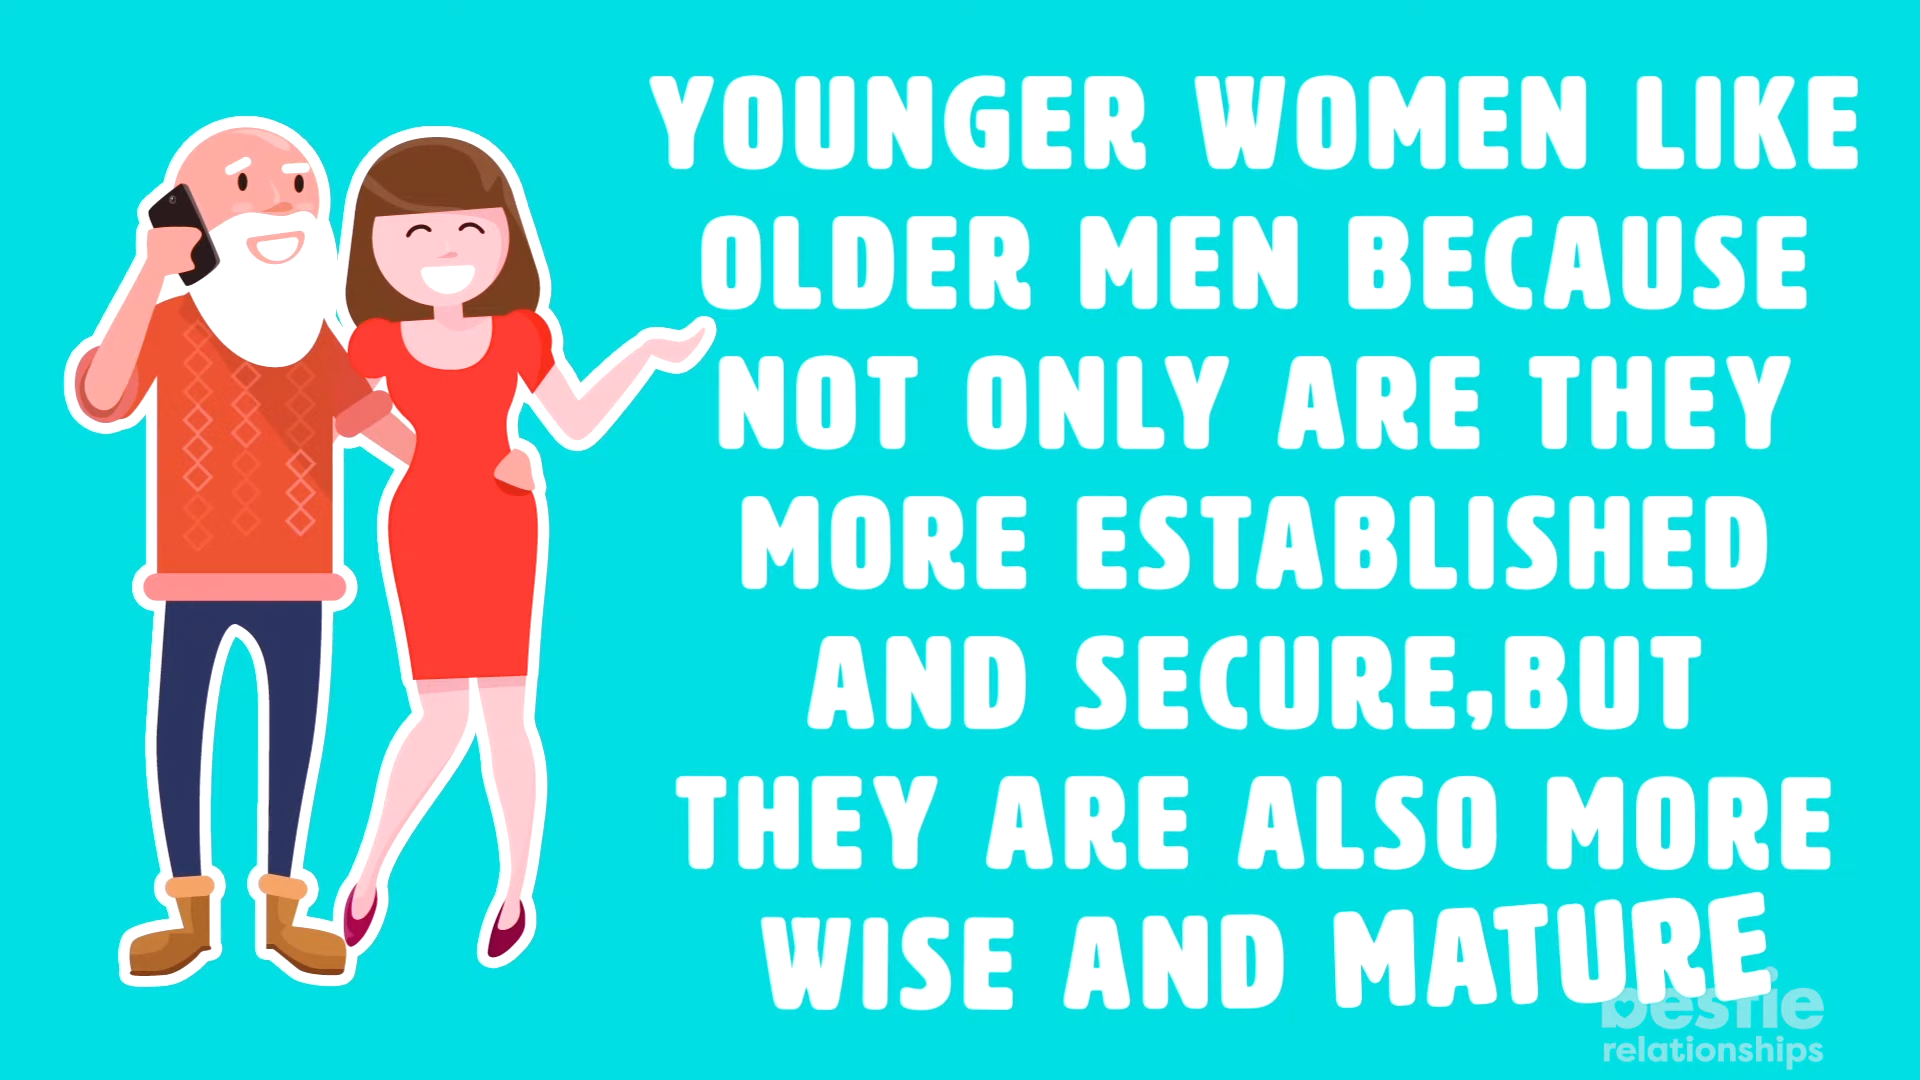 YOUNGER WOMEN LIKE
OLDER MEN BECAUSE
NOT ONLY ARE THEY
MORE ESTABLISHED
AND SECURE,BUT
THEY ARE ALSO MORE
WISE AND MATURE
bestie
relationships